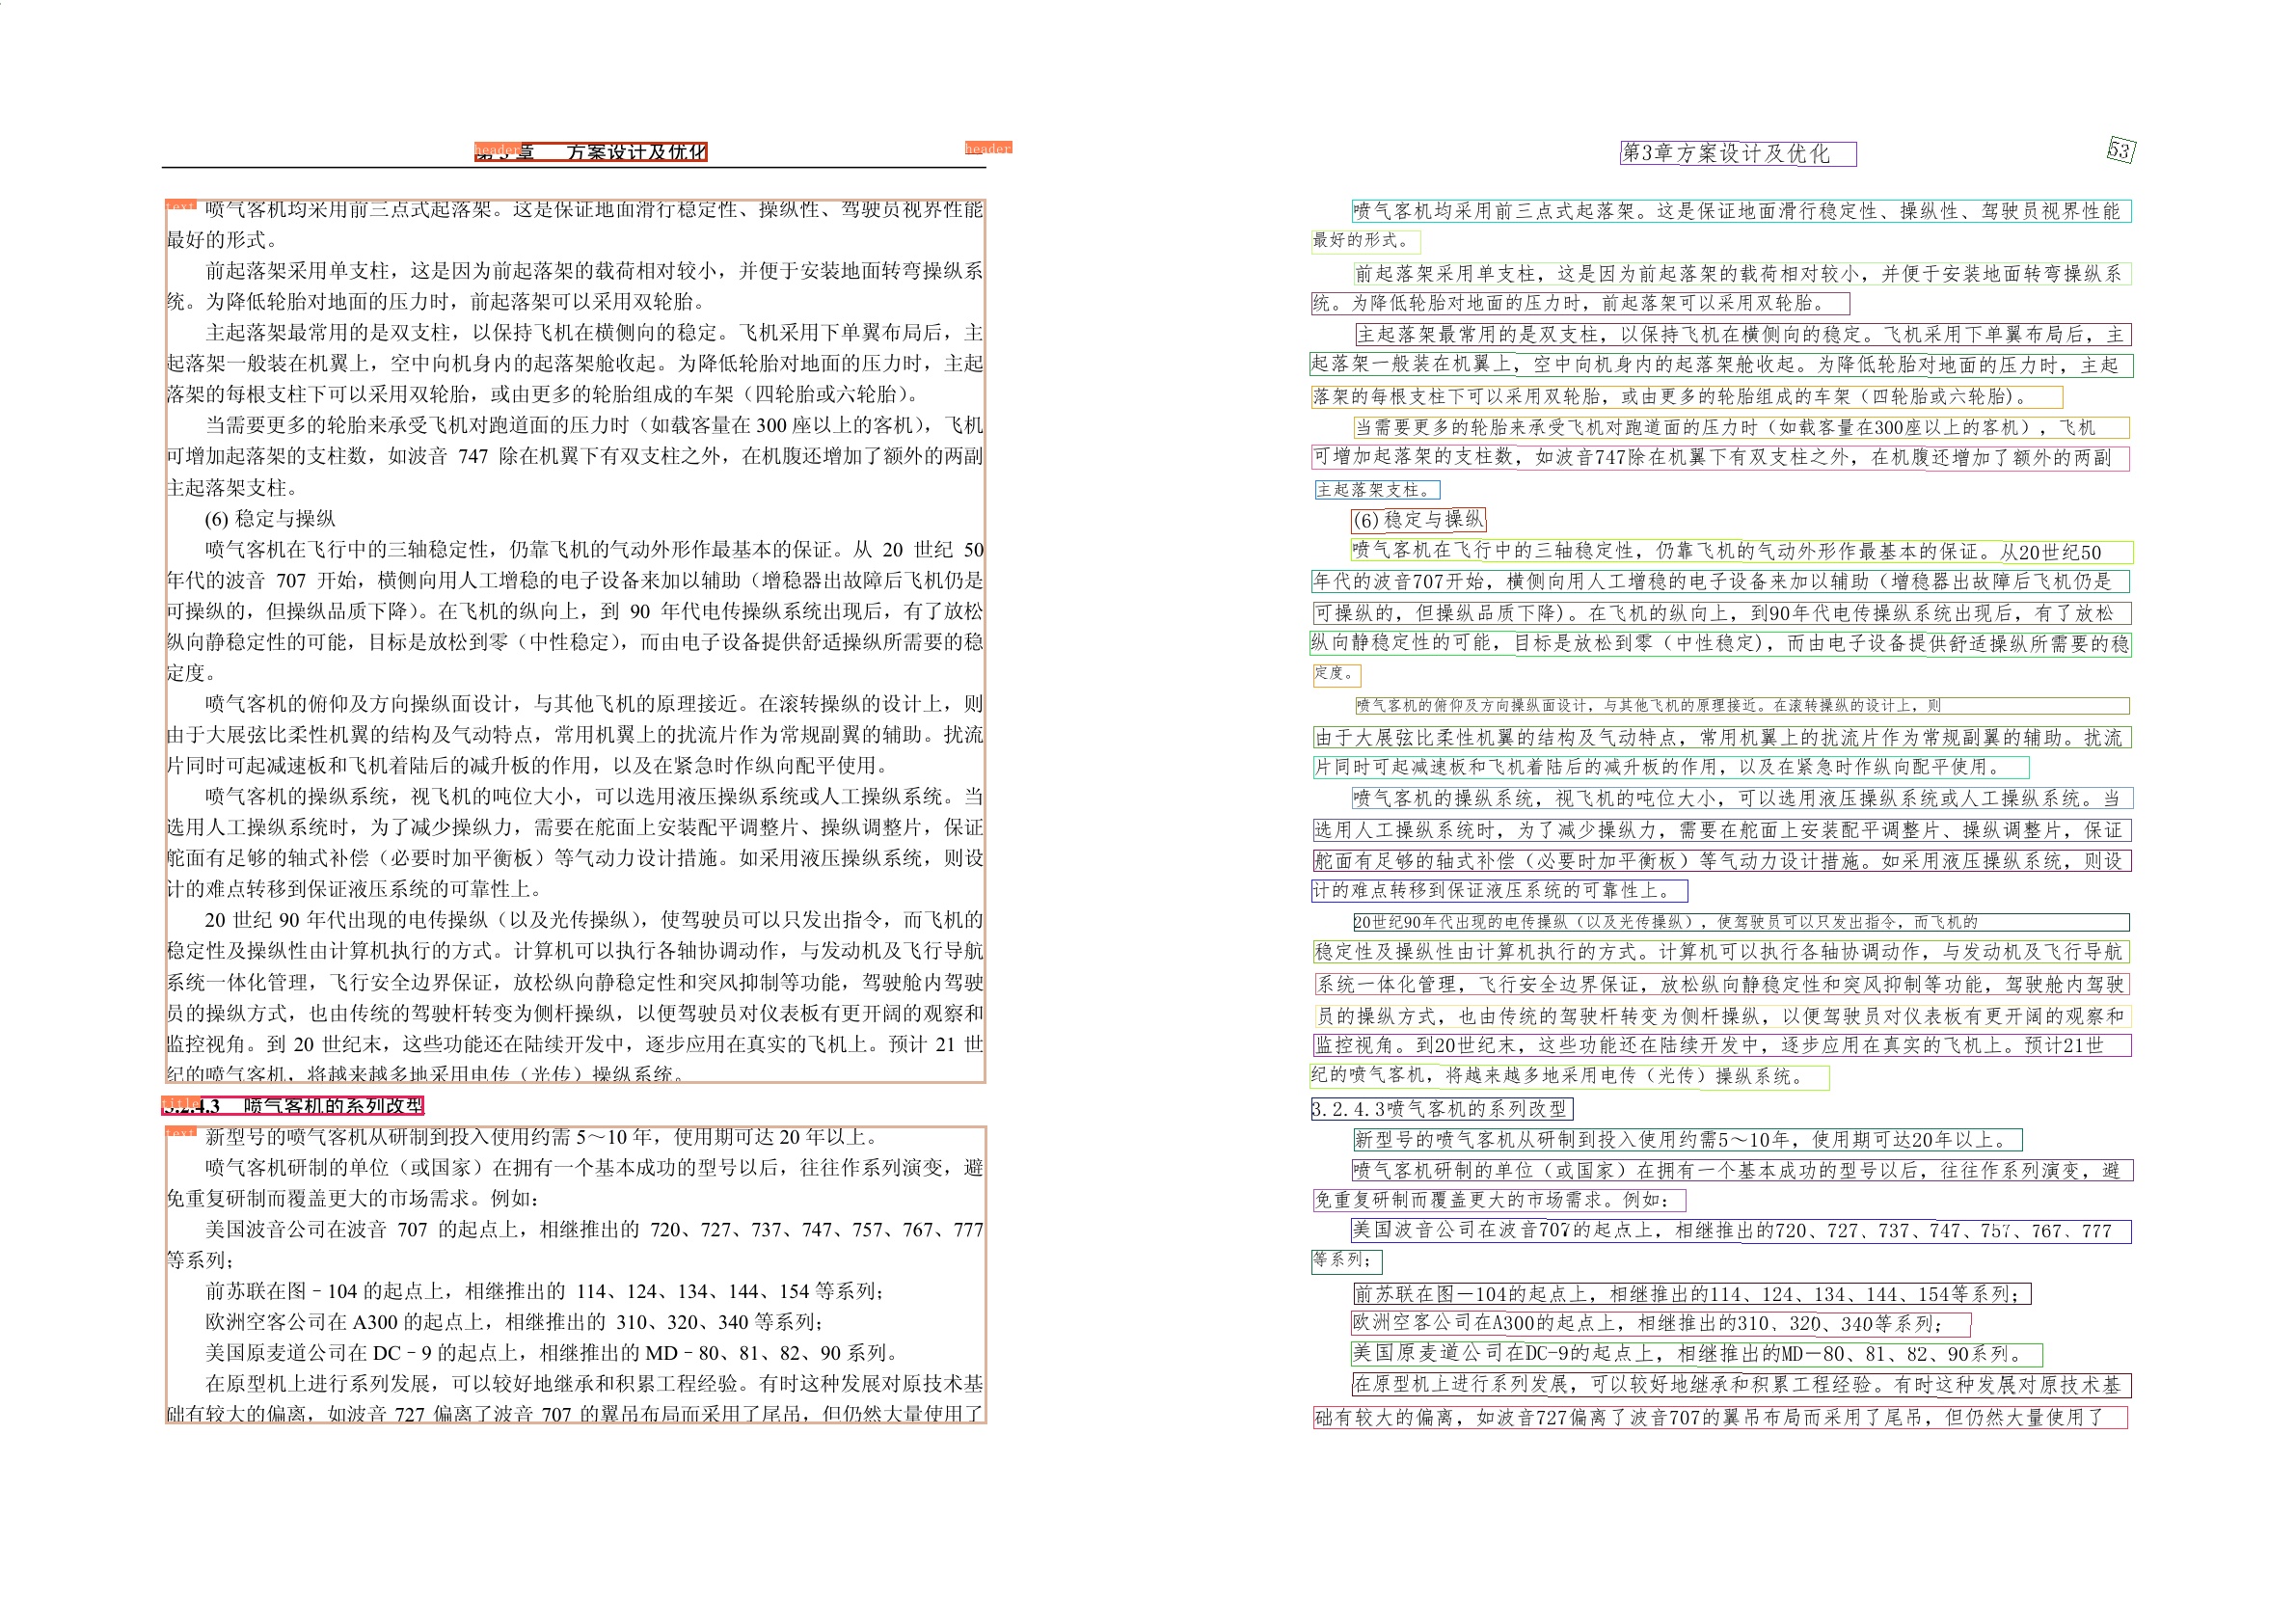 header
章 方案设计及优化
header
text
喷气客机均采用前三点式起落架。这是保证地面滑行稳定性、操纵性、驾驶员视界性能
最好的形式。
前起落架采用单支柱，这是因为前起落架的载荷相对较小，并便于安装地面转弯操纵系
统。为降低轮胎对地面的压力时，前起落架可以采用双轮胎。
主起落架最常用的是双支柱，以保持飞机在横侧向的稳定。飞机采用下单翼布局后，主
起落架一般装在机翼上，空中向机身内的起落架舱收起。为降低轮胎对地面的压力时，主起
落架的每根支柱下可以采用双轮胎，或由更多的轮胎组成的车架（四轮胎或六轮胎）。
当需要更多的轮胎来承受飞机对跑道面的压力时（如载客量在 300 座以上的客机），飞机
可增加起落架的支柱数，如波音 747 除在机翼下有双支柱之外，在机腹还增加了额外的两副
主起落架支柱。
(6) 稳定与操纵
喷气客机在飞行中的三轴稳定性，仍靠飞机的气动外形作最基本的保证。从 20 世纪 50
年代的波音 707 开始，横侧向用人工增稳的电子设备来加以辅助（增稳器出故障后飞机仍是
可操纵的，但操纵品质下降）。在飞机的纵向上，到 90 年代电传操纵系统出现后，有了放松
纵向静稳定性的可能，目标是放松到零（中性稳定），而由电子设备提供舒适操纵所需要的稳
定度。
喷气客机的俯仰及方向操纵面设计，与其他飞机的原理接近。在滚转操纵的设计上，则
由于大展弦比柔性机翼的结构及气动特点，常用机翼上的扰流片作为常规副翼的辅助。扰流
片同时可起减速板和飞机着陆后的减升板的作用，以及在紧急时作纵向配平使用。
喷气客机的操纵系统，视飞机的吨位大小，可以选用液压操纵系统或人工操纵系统。当
选用人工操纵系统时，为了减少操纵力，需要在舵面上安装配平调整片、操纵调整片，保证
舵面有足够的轴式补偿（必要时加平衡板）等气动力设计措施。如采用液压操纵系统，则设
计的难点转移到保证液压系统的可靠性上。
20 世纪 90 年代出现的电传操纵（以及光传操纵），使驾驶员可以只发出指令，而飞机的
稳定性及操纵性由计算机执行的方式。计算机可以执行各轴协调动作，与发动机及飞行导航
系统一体化管理，飞行安全边界保证，放松纵向静稳定性和突风抑制等功能，驾驶舱内驾驶
员的操纵方式，也由传统的驾驶杆转变为侧杆操纵，以便驾驶员对仪表板有更开阔的观察和
监控视角。到 20 世纪末，这些功能还在陆续开发中，逐步应用在真实的飞机上。预计 21 世
纪的喷气客机，将越来越多地采用电传（光传）操纵系统。
title
3.2.4.3 喷气客机的系列改型
text
新型号的喷气客机从研制到投入使用约需 5～10 年，使用期可达 20 年以上。
喷气客机研制的单位（或国家）在拥有一个基本成功的型号以后，往往作系列演变，避
免重复研制而覆盖更大的市场需求。例如：
美国波音公司在波音 707 的起点上，相继推出的 720、727、737、747、757、767、777
等系列；
前苏联在图－104 的起点上，相继推出的 114、124、134、144、154 等系列；
欧洲空客公司在 A300 的起点上，相继推出的 310、320、340 等系列；
美国原麦道公司在 DC－9 的起点上，相继推出的 MD－80、81、82、90 系列。
在原型机上进行系列发展，可以较好地继承和积累工程经验。有时这种发展对原技术基
础有较大的偏离，如波音 727 偏离了波音 707 的翼吊布局而采用了尾吊，但仍然大量使用了
第3章方案设计及优化
53
喷气客机均采用前三点式起落架。这是保证地面滑行稳定性、操纵性、驾驶员视界性能
最好的形式。
前起落架采用单支柱，这是因为前起落架的载荷相对较小，并便于安装地面转弯操纵系
统。为降低轮胎对地面的压力时，前起落架可以采用双轮胎。
主起落架最常用的是双支柱，以保持飞机在横侧向的稳定。飞机采用下单翼布局后，主
起落架一般装在机翼上，空中向机身内的起落架舱收起。为降低轮胎对地面的压力时，主起
落架的每根支柱下可以采用双轮胎，或由更多的轮胎组成的车架（四轮胎或六轮胎)。
当需要更多的轮胎来承受飞机对跑道面的压力时（如载客量在300座以上的客机），飞机
可增加起落架的支柱数，如波音747除在机翼下有双支柱之外，在机腹还增加了额外的两副
主起落架支柱。
(6)稳定与操纵
喷气客机在飞行中的三轴稳定性，仍靠飞机的气动外形作最基本的保证。从20世纪50
年代的波音707开始，横侧向用人工增稳的电子设备来加以辅助（增稳器出故障后飞机仍是
可操纵的，但操纵品质下降)。在飞机的纵向上，到90年代电传操纵系统出现后，有了放松
纵向静稳定性的可能，目标是放松到零（中性稳定)，而由电子设备提供舒适操纵所需要的稳
定度。
喷气客机的俯仰及方向操纵面设计，与其他飞机的原理接近。在滚转操纵的设计上，则
由于大展弦比柔性机翼的结构及气动特点，常用机翼上的扰流片作为常规副翼的辅助。扰流
片同时可起减速板和飞机着陆后的减升板的作用，以及在紧急时作纵向配平使用。
喷气客机的操纵系统，视飞机的吨位大小，可以选用液压操纵系统或人工操纵系统。当
选用人工操纵系统时，为了减少操纵力，需要在舵面上安装配平调整片、操纵调整片，保证
舵面有足够的轴式补偿（必要时加平衡板）等气动力设计措施。如采用液压操纵系统，则设
计的难点转移到保证液压系统的可靠性上。
20世纪90年代出现的电传操纵（以及光传操纵），使驾驶员可以只发出指令，而飞机的
稳定性及操纵性由计算机执行的方式。计算机可以执行各轴协调动作，与发动机及飞行导航
系统一体化管理，飞行安全边界保证，放松纵向静稳定性和突风抑制等功能，驾驶舱内驾驶
员的操纵方式，也由传统的驾驶杆转变为侧杆操纵，以便驾驶员对仪表板有更开阔的观察和
监控视角。到20世纪末，这些功能还在陆续开发中，逐步应用在真实的飞机上。预计21世
纪的喷气客机，将越来越多地采用电传（光传）操纵系统。
3.2.4.3喷气客机的系列改型
新型号的喷气客机从研制到投入使用约需5～10年，使用期可达20年以上。
喷气客机研制的单位（或国家）在拥有一个基本成功的型号以后，往往作系列演变，避
免重复研制而覆盖更大的市场需求。例如：
美国波音公司在波音707的起点上，相继推出的720、727、737、747、757、767、777
等系列；
前苏联在图－104的起点上，相继推出的114、124、134、144、154等系列；
欧洲空客公司在A300的起点上，相继推出的310、320、340等系列；
美国原麦道公司在DC-9的起点上，相继推出的MD－80、81、82、90系列。
在原型机上进行系列发展，可以较好地继承和积累工程经验。有时这种发展对原技术基
础有较大的偏离，如波音727偏离了波音707的翼吊布局而采用了尾吊，但仍然大量使用了